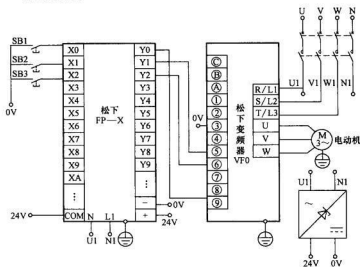 U V W N
SB1
SB2
SB3
0V
X0
X1
X2
X3
X4
X5
X6
X7
X8
X9
XA
⋮
COM
24V
松下
FP—X
N L1
U1 N1
Y0
Y1
Y2
Y3
Y4
Y5
Y6
Y7
Y8
Y9
⋮
−
+
0V
24V
0V
Ⓒ
Ⓑ
Ⓐ
①
②
③
④
⑤
⑥
⑦
⑧
⑨
松下变频器
VF0
R/L1
S/L2
T/L3
U
V
W
U1 V1 W1 N1
M
3~
电动机
U1 N1
24V 0V